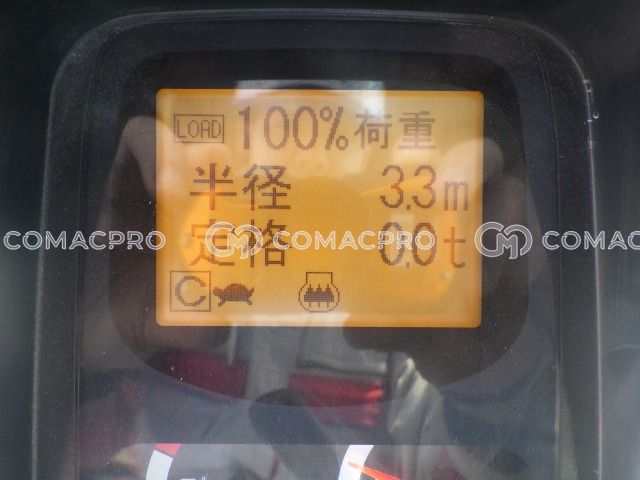 LOAD 100%荷重
半径 3.3m
定格 0.0t
COMACPRO COMACPRO COMACPRO
C